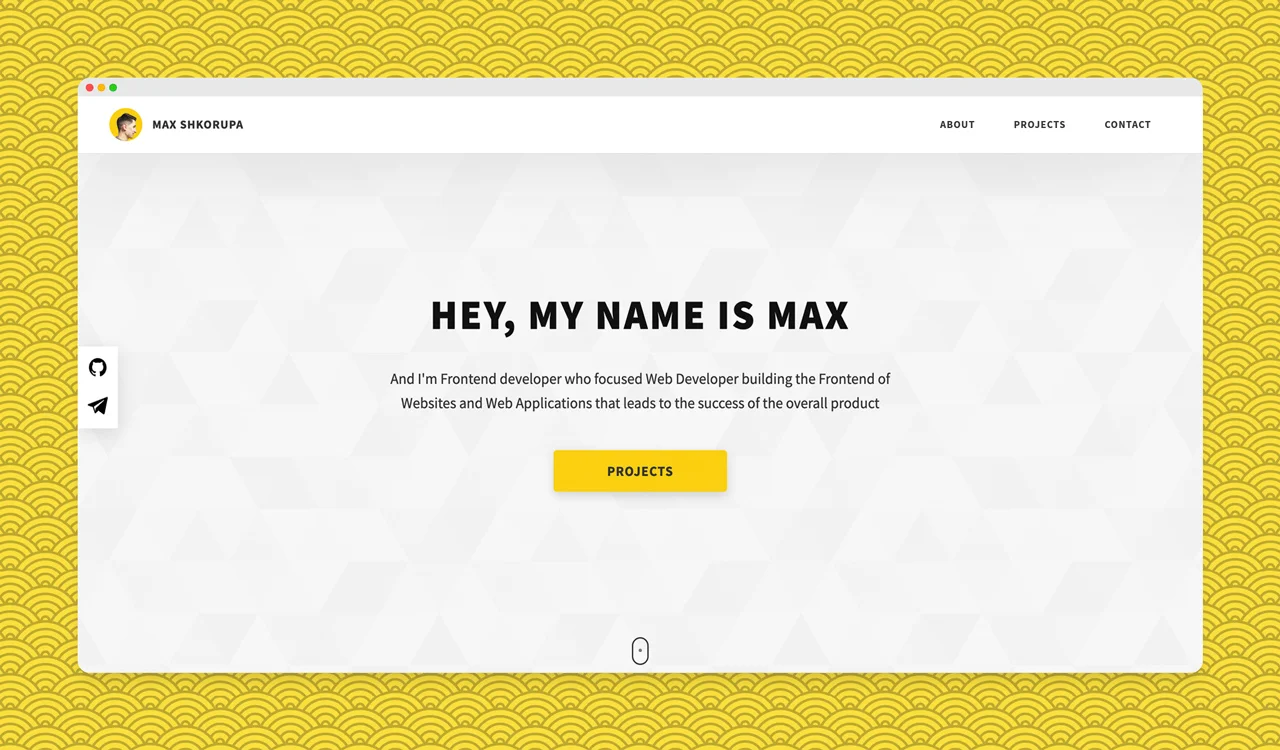 MAX SHKORUPA
ABOUT PROJECTS CONTACT
HEY, MY NAME IS MAX
And I'm Frontend developer who focused Web Developer building the Frontend of
Websites and Web Applications that leads to the success of the overall product
PROJECTS